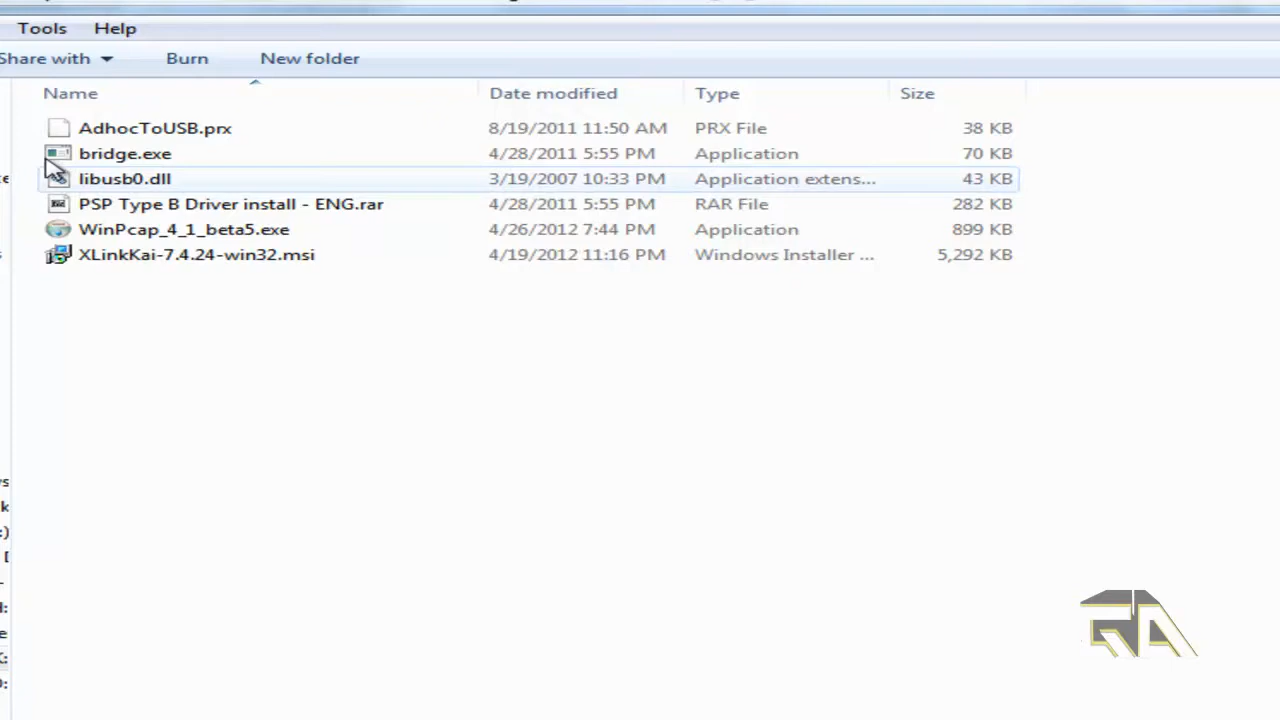 Tools Help
Share with Burn New folder
Name Date modified Type Size
AdhocToUSB.prx 8/19/2011 11:50 AM PRX File 38 KB
bridge.exe 4/28/2011 5:55 PM Application 70 KB
libusb0.dll 3/19/2007 10:33 PM Application extens... 43 KB
PSP Type B Driver install - ENG.rar 4/28/2011 5:55 PM RAR File 282 KB
WinPcap_4_1_beta5.exe 4/26/2012 7:44 PM Application 899 KB
XLinkKai-7.4.24-win32.msi 4/19/2012 11:16 PM Windows Installer ... 5,292 KB